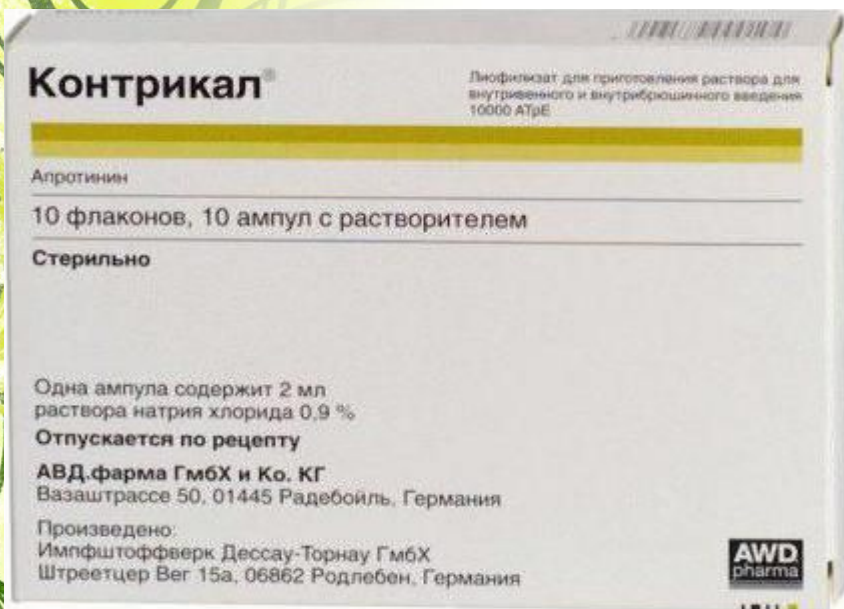 Контрикал®
Лиофилизат для приготовления раствора для
внутривенного и внутрибрюшинного введения
10000 АТрЕ
Апротинин
10 флаконов, 10 ампул с растворителем
Стерильно
Одна ампула содержит 2 мл
раствора натрия хлорида 0,9 %
Отпускается по рецепту
АВД.фарма ГмбХ и Ко. КГ
Вазаштрассе 50, 01445 Радебойль, Германия
Произведено:
Импфштоффверк Дессау-Торнау ГмбХ
Штреетцер Вег 15а, 06862 Родлебен, Германия
AWD
pharma